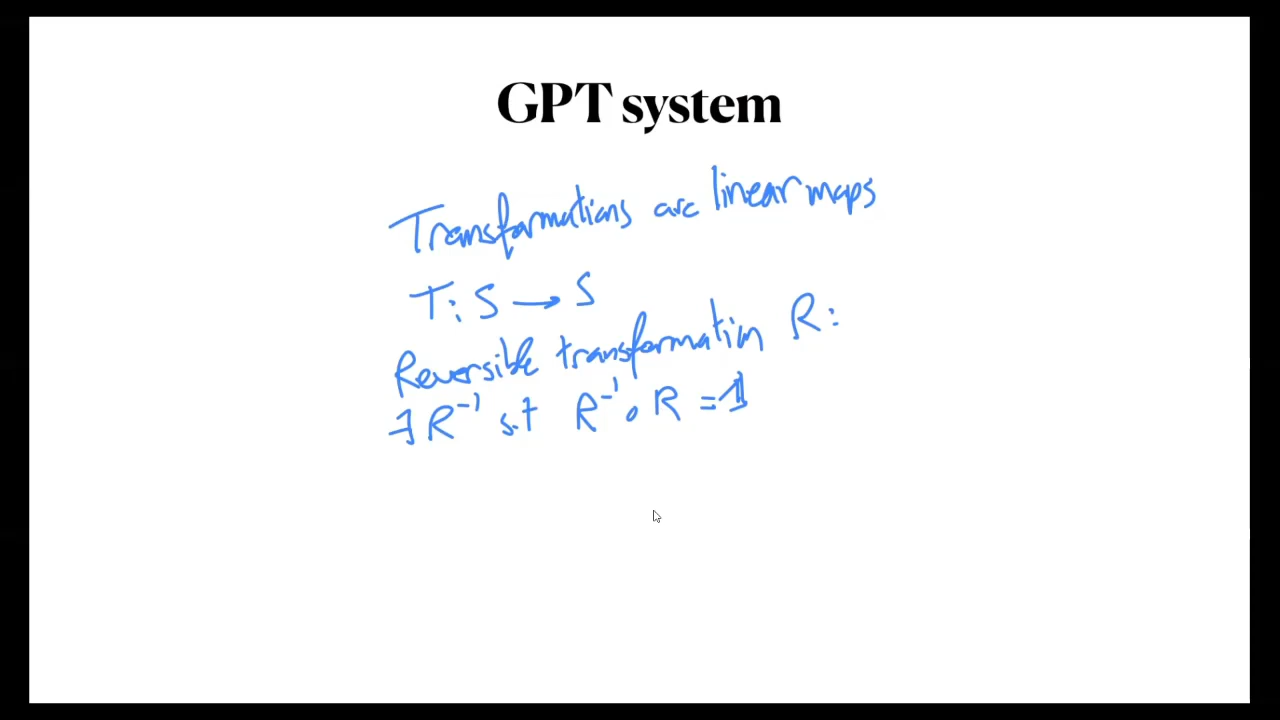 GPT system
Transformations are linear maps
T: S → S
Reversible transformation R:
∃ R⁻¹ s.t R⁻¹ ∘ R = 𝟙